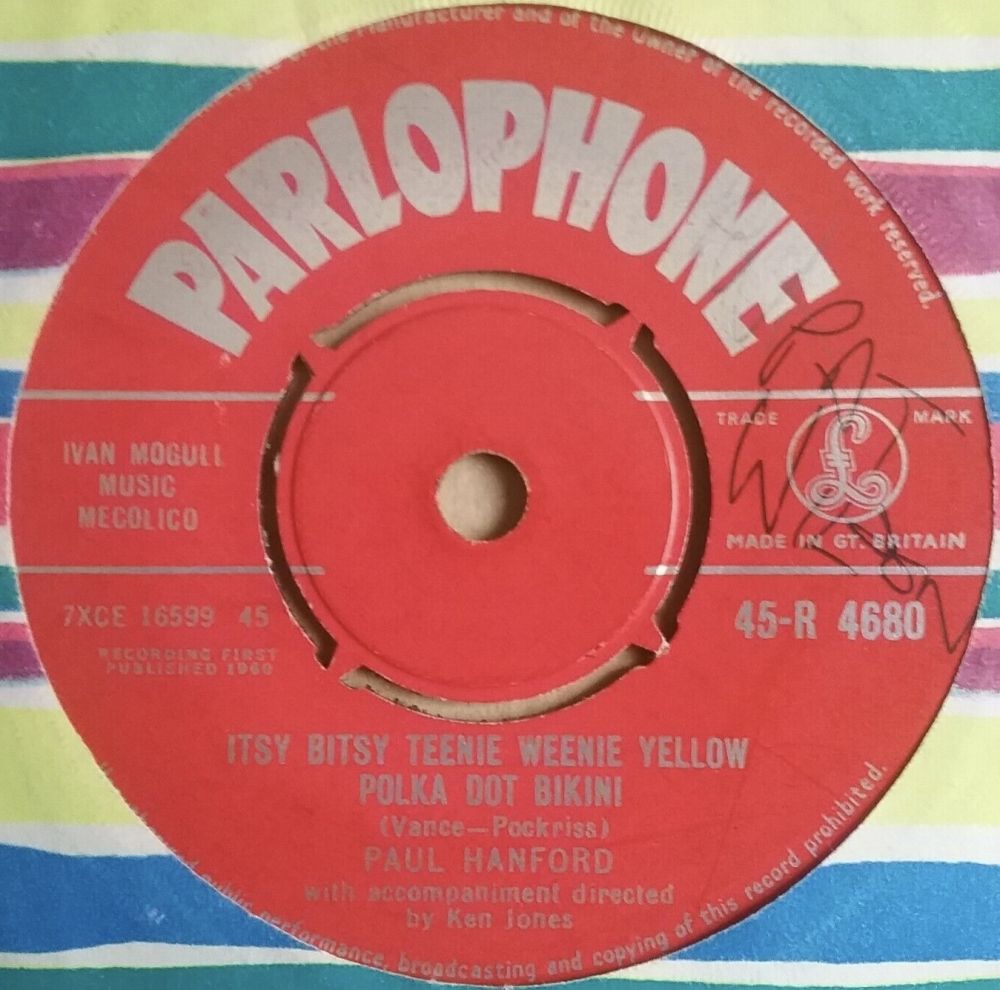 the Manufacturer and of the Owner of the recorded work reserved.
PARLOPHONE
IVAN MOGULL
MUSIC
MECOLICO
TRADE MARK
£
MADE IN GT. BRITAIN
7XCE 16599 45
45-R 4680
RECORDING FIRST
PUBLISHED 1960
ITSY BITSY TEENIE WEENIE YELLOW
POLKA DOT BIKINI
(Vance—Pockriss)
PAUL HANFORD
with accompaniment directed
by Ken Jones
public performance, broadcasting and copying of this record prohibited.